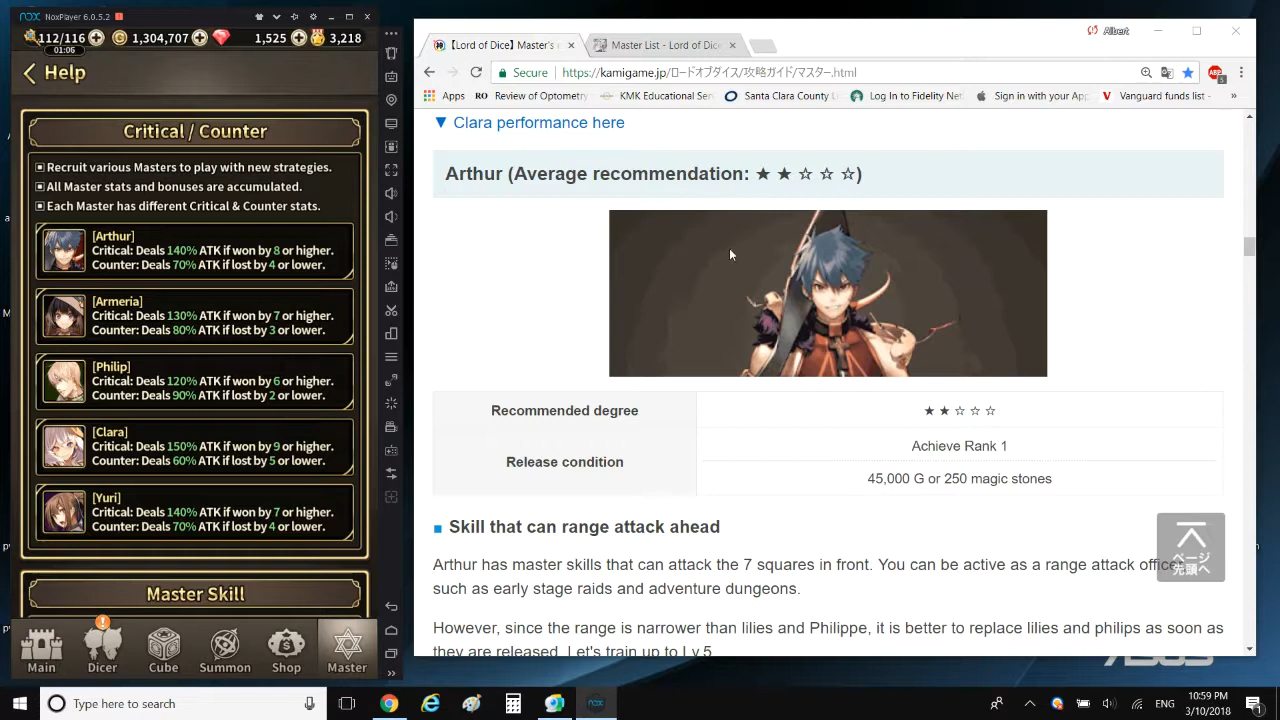 NoxPlayer 6.0.5.2
112/116
1,304,707
1,525
3,218
01:06
Help
Critical / Counter
Recruit various Masters to play with new strategies.
All Master stats and bonuses are accumulated.
Each Master has different Critical & Counter stats.
[Arthur]
Critical: Deals 140% ATK if won by 8 or higher.
Counter: Deals 70% ATK if lost by 4 or lower.
[Armeria]
Critical: Deals 130% ATK if won by 7 or higher.
Counter: Deals 80% ATK if lost by 3 or lower.
[Philip]
Critical: Deals 120% ATK if won by 6 or higher.
Counter: Deals 90% ATK if lost by 2 or lower.
[Clara]
Critical: Deals 150% ATK if won by 9 or higher.
Counter: Deals 60% ATK if lost by 5 or lower.
[Yuri]
Critical: Deals 140% ATK if won by 7 or higher.
Counter: Deals 70% ATK if lost by 4 or lower.
Master Skill
Main
Dicer
Cube
Summon
Shop
Master
【Lord of Dice】Master's r
Master List - Lord of Dice
Albert
Secure
https://kamigame.jp/ロードオブダイス/攻略ガイド/マスター.html
Apps
Review of Optometry
KMK Educational Serv
Santa Clara County
Log In to Fidelity Net
Sign in with your App
Vanguard funds list -
▼ Clara performance here
Arthur (Average recommendation: ★ ★ ☆ ☆ ☆)
Recommended degree
★ ★ ☆ ☆ ☆
Release condition
Achieve Rank 1
45,000 G or 250 magic stones
Skill that can range attack ahead
Arthur has master skills that can attack the 7 squares in front. You can be active as a range attack office
such as early stage raids and adventure dungeons.
However, since the range is narrower than lilies and Philippe, it is better to replace lilies and philips as soon as
they are released. Let's train up to Lv.5
ページ
先頭へ
Type here to search
ENG
10:59 PM
3/10/2018